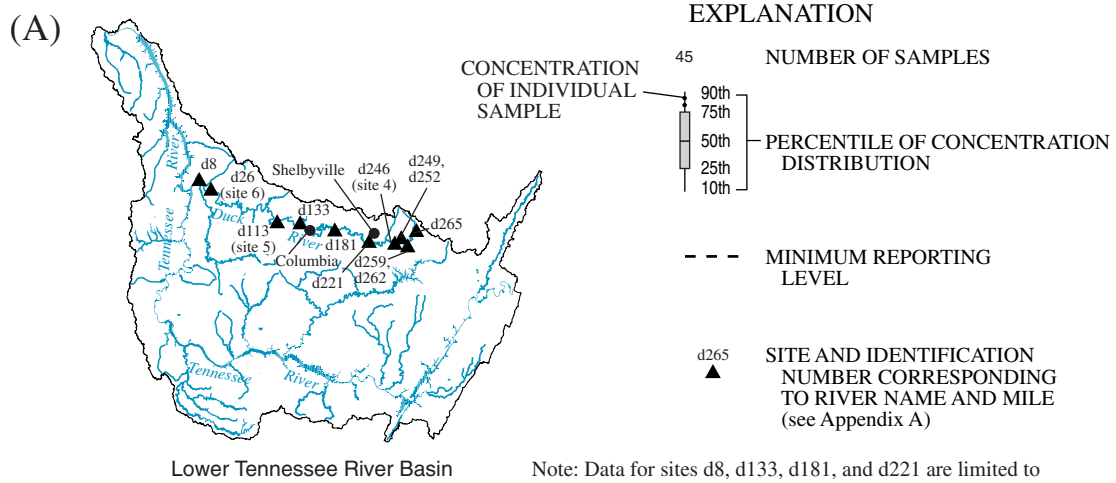 (A)
EXPLANATION
CONCENTRATION
OF INDIVIDUAL
SAMPLE
45
NUMBER OF SAMPLES
90th
75th
50th
25th
10th
PERCENTILE OF CONCENTRATION
DISTRIBUTION
MINIMUM REPORTING
LEVEL
d265
SITE AND IDENTIFICATION
NUMBER CORRESPONDING
TO RIVER NAME AND MILE
(see Appendix A)
River
Tennessee
d8
d26
(site 6)
Duck
River
d113
(site 5)
d133
Columbia
Shelbyville
d181
d221
d246
(site 4)
d249,
d252
d259,
d262
d265
Tennessee
River
Lower Tennessee River Basin
Note: Data for sites d8, d133, d181, and d221 are limited to